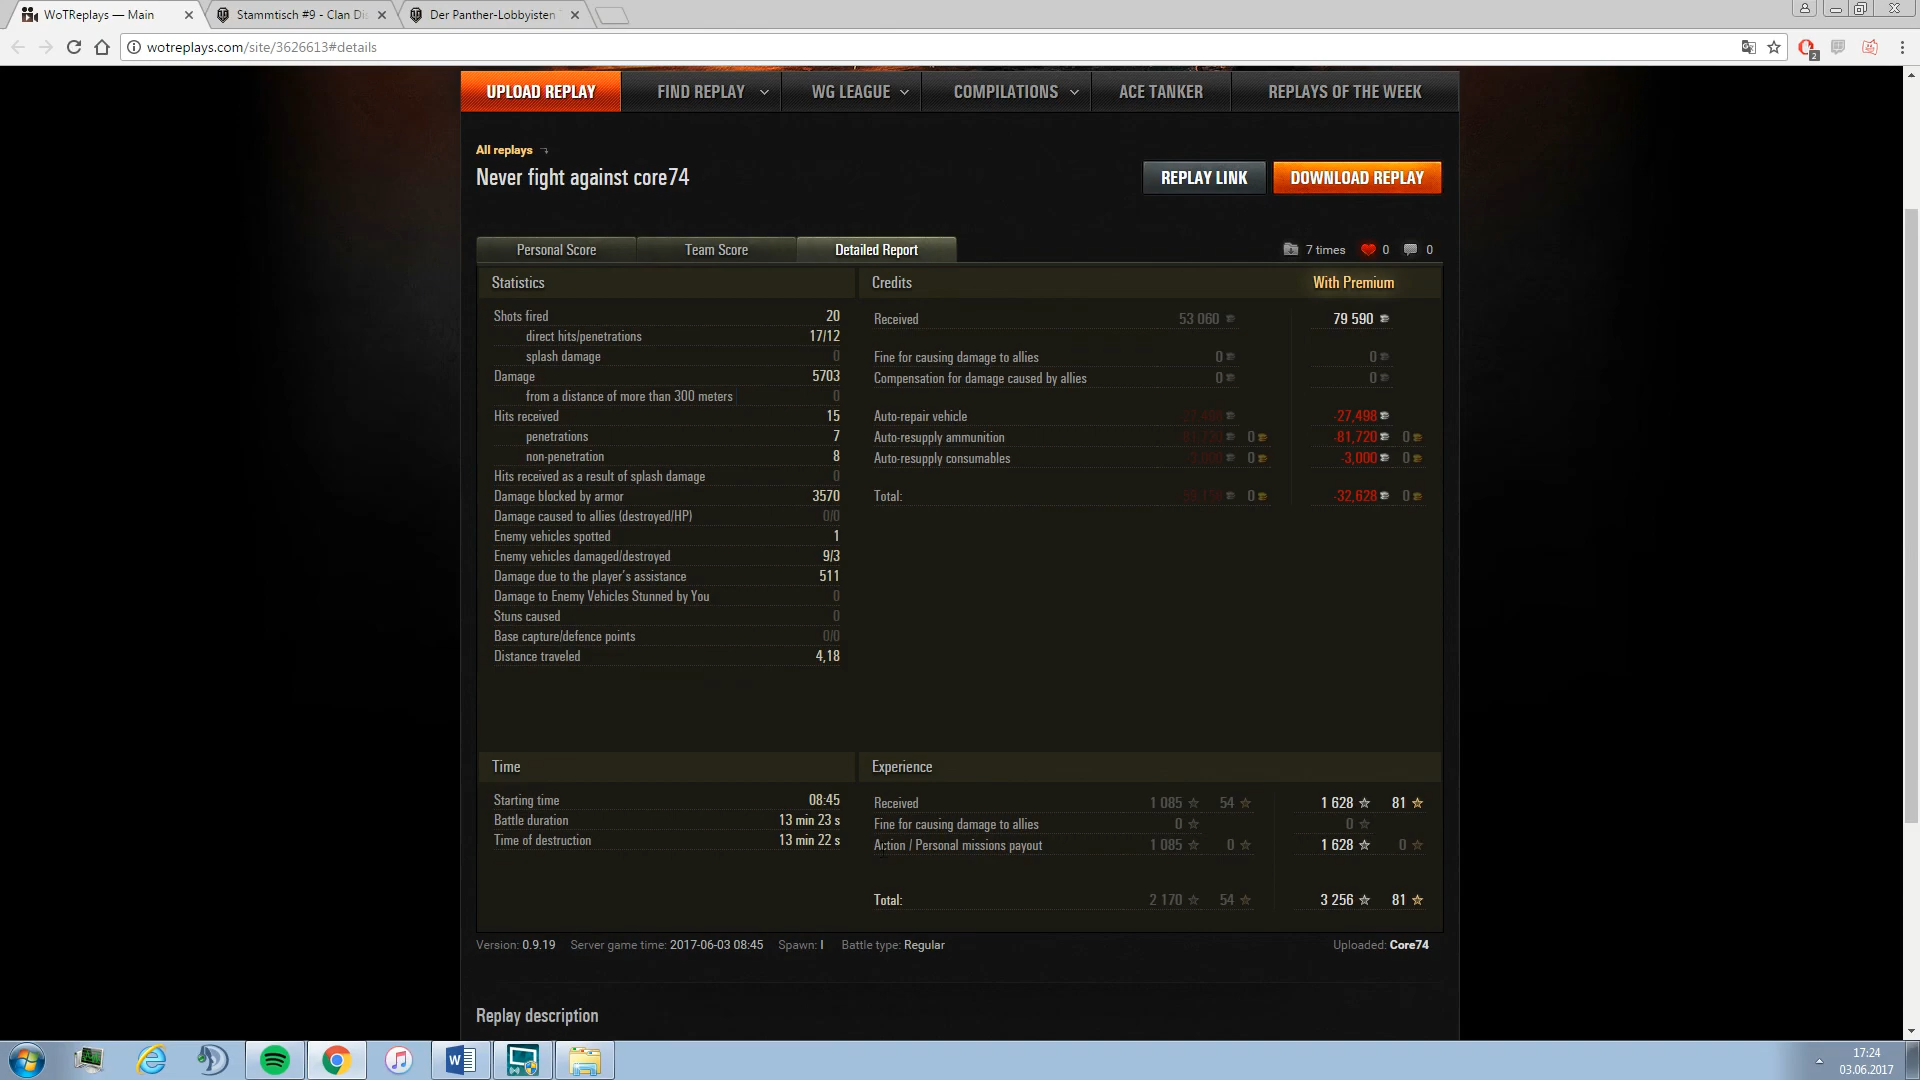 WoTReplays — Main
Stammtisch #9 - Clan Di
Der Panther-Lobbyisten
wotreplays.com/site/3626613#details
2
UPLOAD REPLAY
FIND REPLAY
WG LEAGUE
COMPILATIONS
ACE TANKER
REPLAYS OF THE WEEK
All replays
Never fight against core74
REPLAY LINK
DOWNLOAD REPLAY
Personal Score
Team Score
Detailed Report
7 times 0 0
Statistics
Shots fired 20
direct hits/penetrations 17/12
splash damage 0
Damage 5703
from a distance of more than 300 meters 0
Hits received 15
penetrations 7
non-penetration 8
Hits received as a result of splash damage 0
Damage blocked by armor 3570
Damage caused to allies (destroyed/HP) 0/0
Enemy vehicles spotted 1
Enemy vehicles damaged/destroyed 9/3
Damage due to the player's assistance 511
Damage to Enemy Vehicles Stunned by You 0
Stuns caused 0
Base capture/defence points 0/0
Distance traveled 4,18
Credits With Premium
Received 53 060 79 590
Fine for causing damage to allies 0 0
Compensation for damage caused by allies 0 0
Auto-repair vehicle -27,498 -27,498
Auto-resupply ammunition -81,720 0 -81,720 0
Auto-resupply consumables -3,000 0 -3,000 0
Total: 0 -32,628 0
Time
Starting time 08:45
Battle duration 13 min 23 s
Time of destruction 13 min 22 s
Experience
Received 1 085 54 1 628 81
Fine for causing damage to allies 0 0
Action / Personal missions payout 1 085 0 1 628 0
Total: 2 170 54 3 256 81
Version: 0.9.19 Server game time: 2017-06-03 08:45 Spawn: I Battle type: Regular Uploaded: Core74
Replay description
17:24
03.06.2017